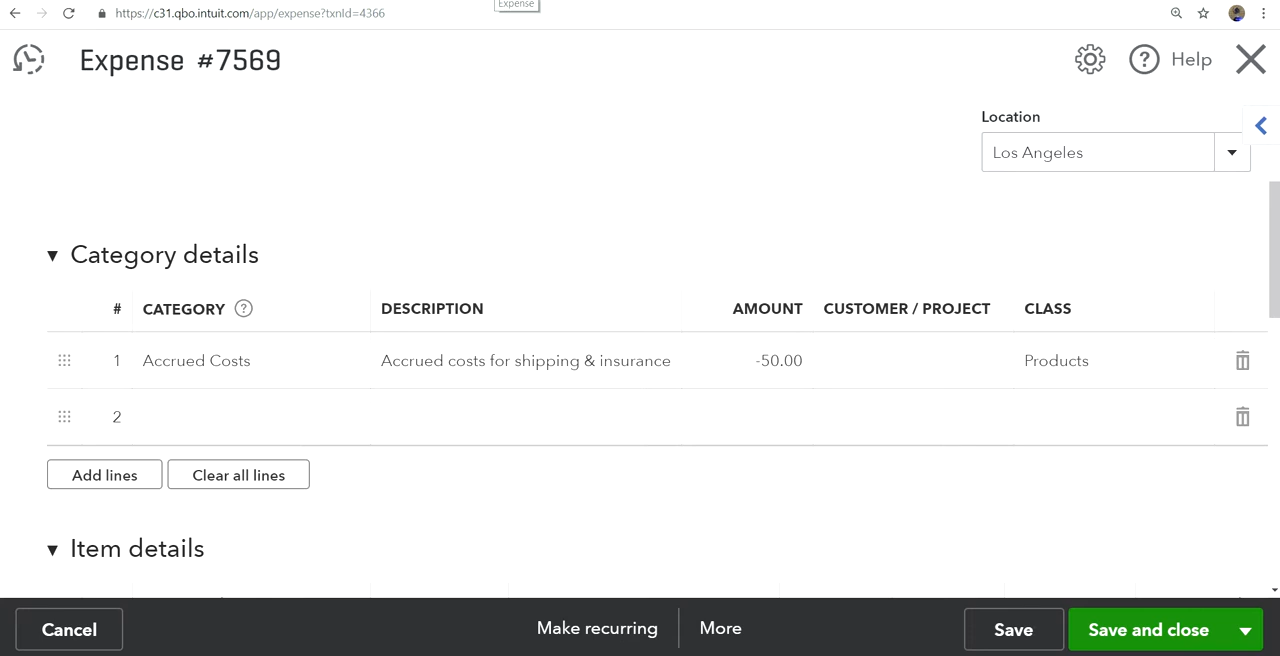 Expense
https://c31.qbo.intuit.com/app/expense?txnId=4366
Expense #7569
? Help
Location
Los Angeles
Category details
# CATEGORY ? DESCRIPTION AMOUNT CUSTOMER / PROJECT CLASS
1 Accrued Costs Accrued costs for shipping & insurance -50.00 Products
2
Add lines Clear all lines
Item details
Cancel Make recurring More Save Save and close